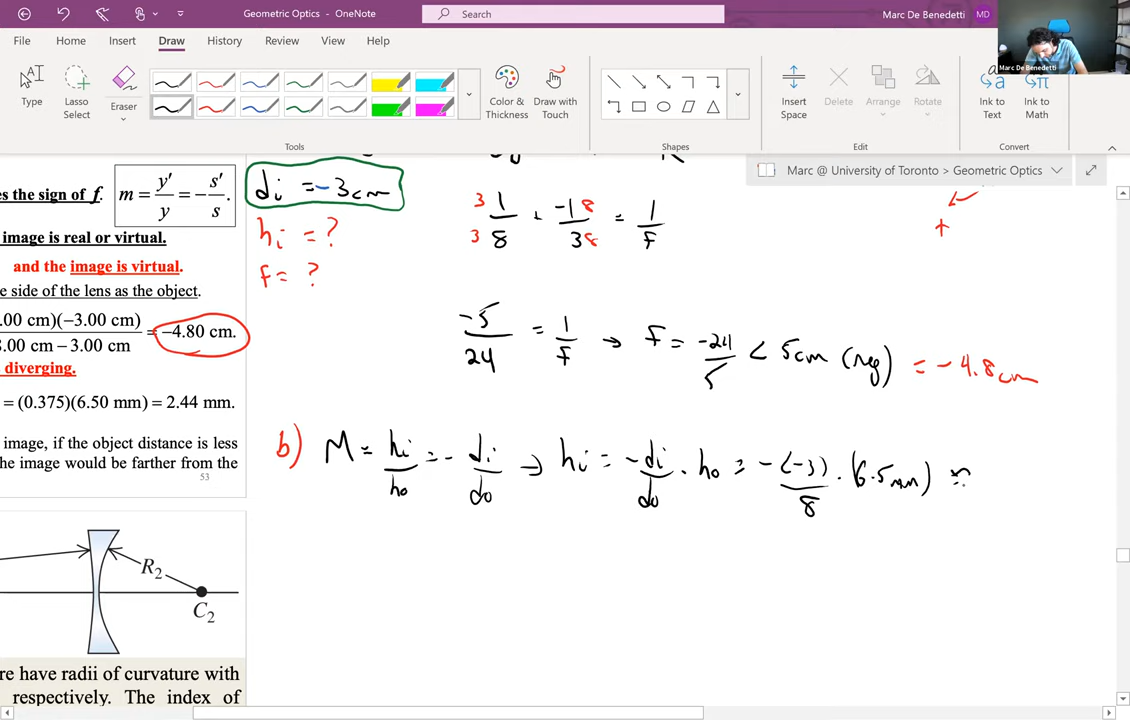 Geometric Optics - OneNote
Search
Marc De Benedetti
MD
Marc De Benedetti
File Home Insert Draw History Review View Help
Type
Lasso Select
Eraser
Color & Thickness
Draw with Touch
Insert Space
Delete
Arrange
Rotate
Ink to Text
Ink to Math
Tools
Shapes
Edit
Convert
Marc @ University of Toronto > Geometric Optics
es the sign of f.
m = y'/y = -s'/s.
image is real or virtual.
and the image is virtual.
e side of the lens as the object.
.00 cm)(−3.00 cm)
8.00 cm − 3.00 cm
= −4.80 cm.
diverging.
= (0.375)(6.50 mm) = 2.44 mm.
image, if the object distance is less
he image would be farther from the
53
di = -3cm
hi = ?
f = ?
3 1/3 8 + -1 8/3 8 = 1/f
-5/24 = 1/f → f = -24/5 < 5cm (neg) = -4.8cm
b) M = hi/ho = - di/do → hi = -di/do · ho = -(-3)/8 · (6.5mm) ≈
+
R2
C2
re have radii of curvature with
respectively. The index of